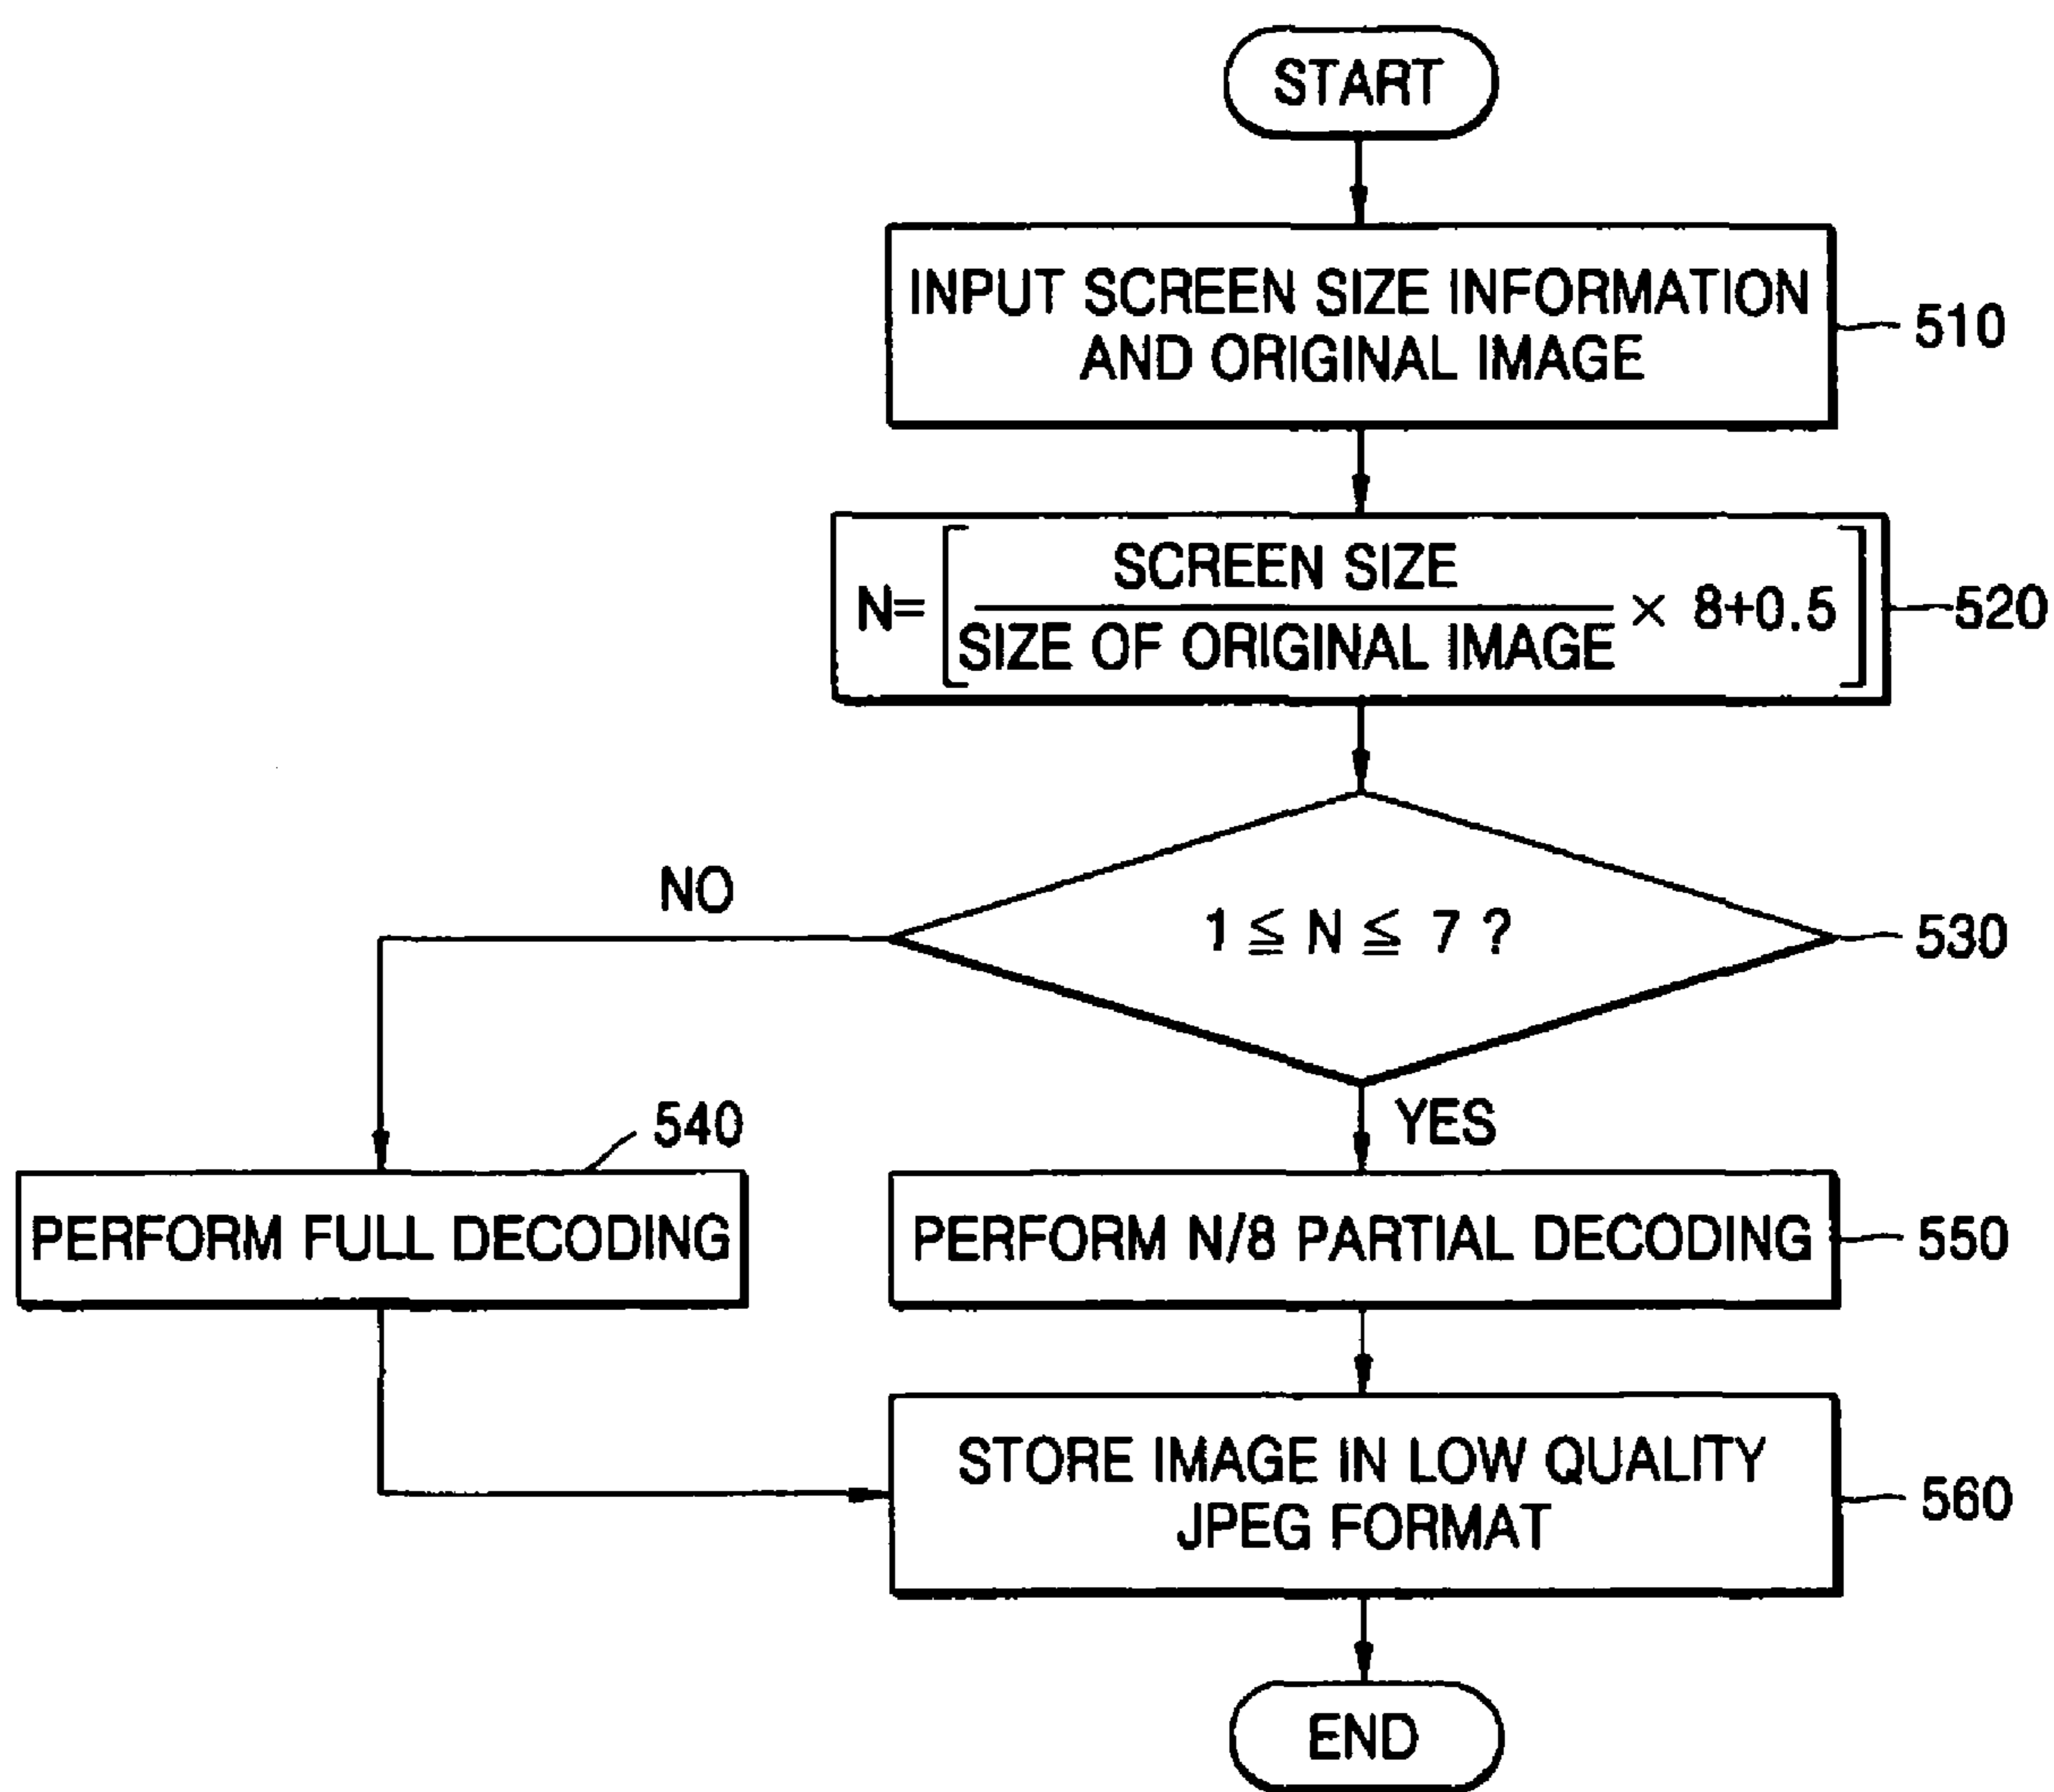 START
INPUT SCREEN SIZE INFORMATION
AND ORIGINAL IMAGE
510
N= [ SCREEN SIZE / SIZE OF ORIGINAL IMAGE × 8+0.5 ]
520
1 ≦ N ≦ 7 ?
530
NO
YES
540
PERFORM FULL DECODING
PERFORM N/8 PARTIAL DECODING
550
STORE IMAGE IN LOW QUALITY
JPEG FORMAT
560
END